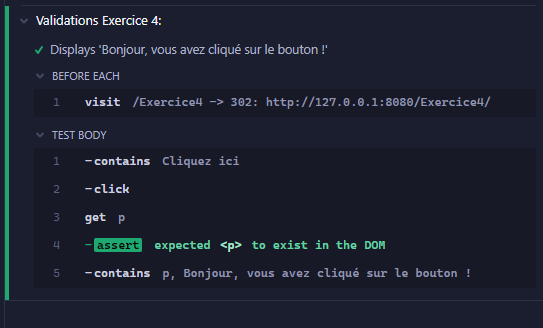 Validations Exercice 4:
Displays 'Bonjour, vous avez cliqué sur le bouton !'
BEFORE EACH
1 visit /Exercice4 -> 302: http://127.0.0.1:8080/Exercice4/
TEST BODY
1 -contains Cliquez ici
2 -click
3 get p
4 -assert expected <p> to exist in the DOM
5 -contains p, Bonjour, vous avez cliqué sur le bouton !